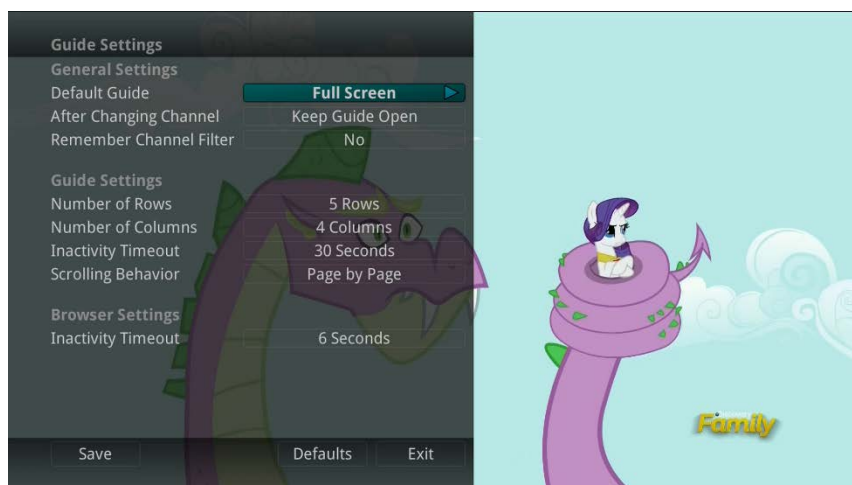 Guide Settings
General Settings
Default Guide Full Screen
After Changing Channel Keep Guide Open
Remember Channel Filter No
Guide Settings
Number of Rows 5 Rows
Number of Columns 4 Columns
Inactivity Timeout 30 Seconds
Scrolling Behavior Page by Page
Browser Settings
Inactivity Timeout 6 Seconds
Save Defaults Exit
Family